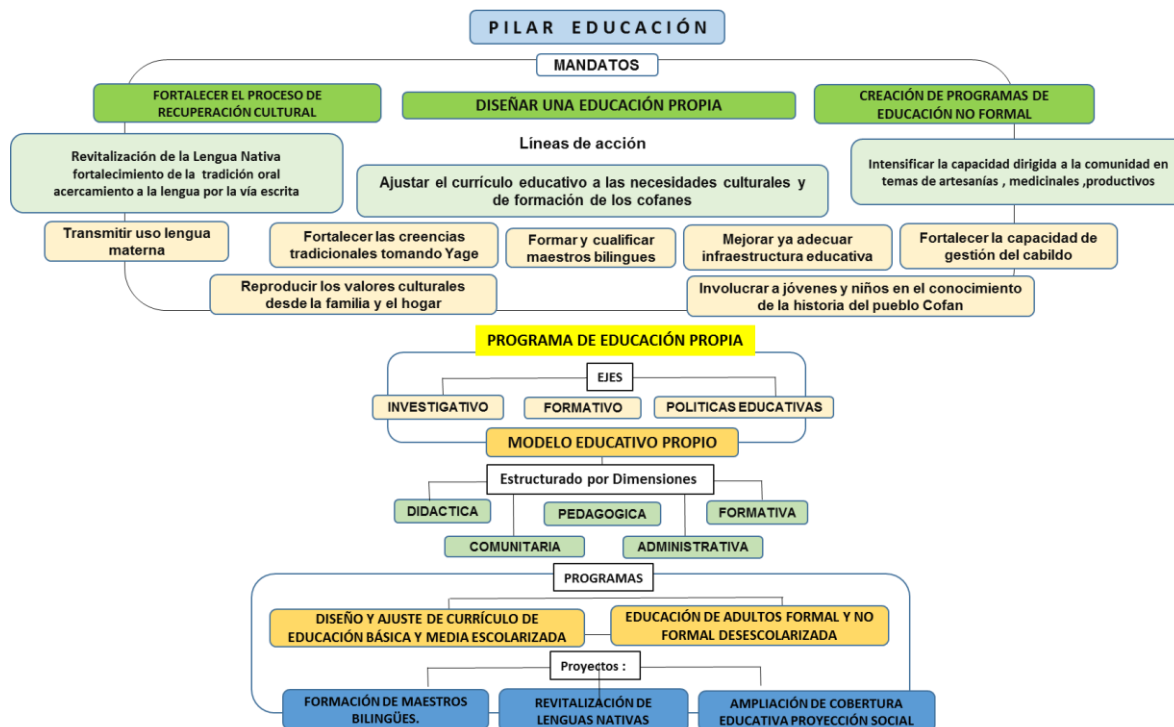 PILAR EDUCACIÓN
MANDATOS
FORTALECER EL PROCESO DE
RECUPERACIÓN CULTURAL
DISEÑAR UNA EDUCACIÓN PROPIA
CREACIÓN DE PROGRAMAS DE
EDUCACIÓN NO FORMAL
Líneas de acción
Revitalización de la Lengua Nativa
fortalecimiento de la tradición oral
acercamiento a la lengua por la vía escrita
Ajustar el currículo educativo a las necesidades culturales y
de formación de los cofanes
Intensificar la capacidad dirigida a la comunidad en
temas de artesanías , medicinales ,productivos
Transmitir uso lengua
materna
Fortalecer las creencias
tradicionales tomando Yage
Formar y cualificar
maestros bilingues
Mejorar ya adecuar
infraestructura educativa
Fortalecer la capacidad de
gestión del cabildo
Reproducir los valores culturales
desde la familia y el hogar
Involucrar a jóvenes y niños en el conocimiento
de la historia del pueblo Cofan
PROGRAMA DE EDUCACIÓN PROPIA
EJES
INVESTIGATIVO
FORMATIVO
POLITICAS EDUCATIVAS
MODELO EDUCATIVO PROPIO
Estructurado por Dimensiones
DIDACTICA
PEDAGOGICA
FORMATIVA
COMUNITARIA
ADMINISTRATIVA
PROGRAMAS
DISEÑO Y AJUSTE DE CURRÍCULO DE
EDUCACIÓN BÁSICA Y MEDIA ESCOLARIZADA
EDUCACIÓN DE ADULTOS FORMAL Y NO
FORMAL DESESCOLARIZADA
Proyectos :
FORMACIÓN DE MAESTROS
BILINGÜES.
REVITALIZACIÓN DE
LENGUAS NATIVAS
AMPLIACIÓN DE COBERTURA
EDUCATIVA PROYECCIÓN SOCIAL